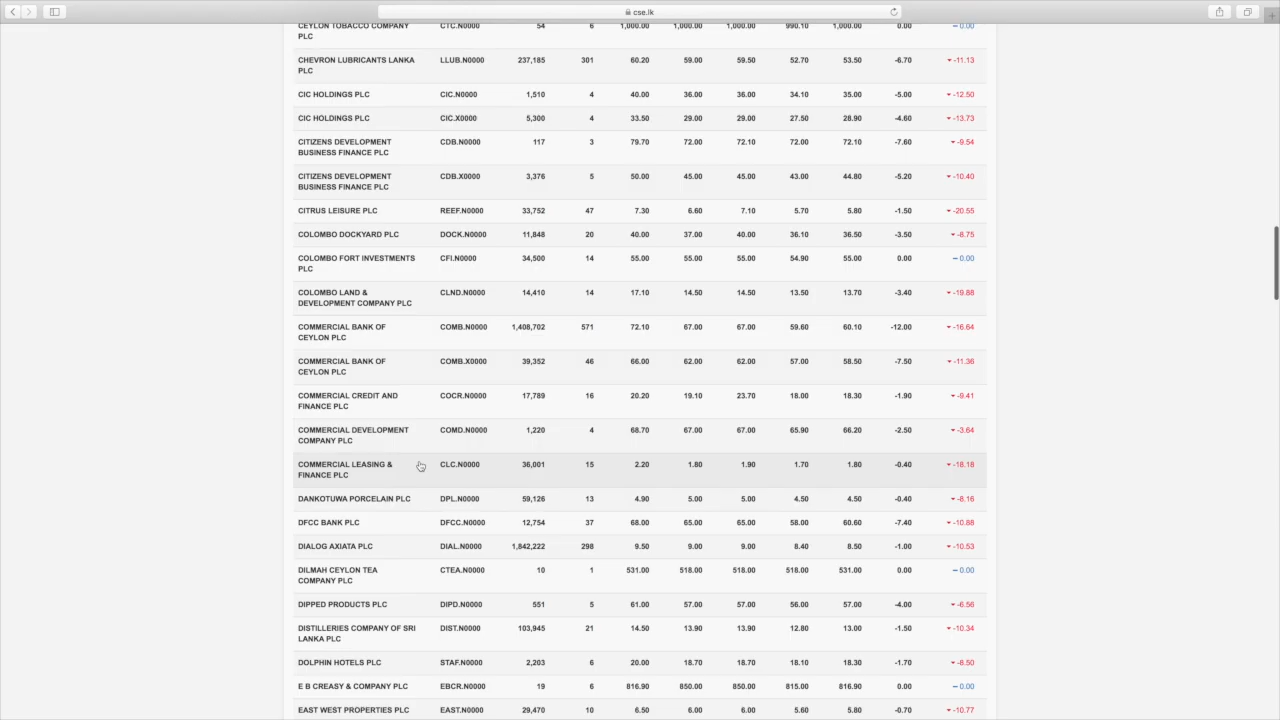 cse.lk
CEYLON TOBACCO COMPANY CTC.N0000 54 6 1,000.00 1,000.00 1,000.00 990.10 1,000.00 0.00 0.00
PLC
CHEVRON LUBRICANTS LANKA LLUB.N0000 237,185 301 60.20 59.00 59.50 52.70 53.50 -6.70 -11.13
PLC
CIC HOLDINGS PLC CIC.N0000 1,510 4 40.00 36.00 36.00 34.10 35.00 -5.00 -12.50
CIC HOLDINGS PLC CIC.X0000 5,300 4 33.50 29.00 29.00 27.50 28.90 -4.60 -13.73
CITIZENS DEVELOPMENT CDB.N0000 117 3 79.70 72.00 72.10 72.00 72.10 -7.60 -9.54
BUSINESS FINANCE PLC
CITIZENS DEVELOPMENT CDB.X0000 3,376 5 50.00 45.00 45.00 43.00 44.80 -5.20 -10.40
BUSINESS FINANCE PLC
CITRUS LEISURE PLC REEF.N0000 33,752 47 7.30 6.60 7.10 5.70 5.80 -1.50 -20.55
COLOMBO DOCKYARD PLC DOCK.N0000 11,848 20 40.00 37.00 40.00 36.10 36.50 -3.50 -8.75
COLOMBO FORT INVESTMENTS CFI.N0000 34,500 14 55.00 55.00 55.00 54.90 55.00 0.00 0.00
PLC
COLOMBO LAND & CLND.N0000 14,410 14 17.10 14.50 14.50 13.50 13.70 -3.40 -19.88
DEVELOPMENT COMPANY PLC
COMMERCIAL BANK OF COMB.N0000 1,408,702 571 72.10 67.00 67.00 59.60 60.10 -12.00 -16.64
CEYLON PLC
COMMERCIAL BANK OF COMB.X0000 39,352 46 66.00 62.00 62.00 57.00 58.50 -7.50 -11.36
CEYLON PLC
COMMERCIAL CREDIT AND COCR.N0000 17,789 16 20.20 19.10 23.70 18.00 18.30 -1.90 -9.41
FINANCE PLC
COMMERCIAL DEVELOPMENT COMD.N0000 1,220 4 68.70 67.00 67.00 65.90 66.20 -2.50 -3.64
COMPANY PLC
COMMERCIAL LEASING & CLC.N0000 36,001 15 2.20 1.80 1.90 1.70 1.80 -0.40 -18.18
FINANCE PLC
DANKOTUWA PORCELAIN PLC DPL.N0000 59,126 13 4.90 5.00 5.00 4.50 4.50 -0.40 -8.16
DFCC BANK PLC DFCC.N0000 12,754 37 68.00 65.00 65.00 58.00 60.60 -7.40 -10.88
DIALOG AXIATA PLC DIAL.N0000 1,842,222 298 9.50 9.00 9.00 8.40 8.50 -1.00 -10.53
DILMAH CEYLON TEA CTEA.N0000 10 1 531.00 518.00 518.00 518.00 531.00 0.00 0.00
COMPANY PLC
DIPPED PRODUCTS PLC DIPD.N0000 551 5 61.00 57.00 57.00 56.00 57.00 -4.00 -6.56
DISTILLERIES COMPANY OF SRI DIST.N0000 103,945 21 14.50 13.90 13.90 12.80 13.00 -1.50 -10.34
LANKA PLC
DOLPHIN HOTELS PLC STAF.N0000 2,203 6 20.00 18.70 18.70 18.10 18.30 -1.70 -8.50
E B CREASY & COMPANY PLC EBCR.N0000 19 6 816.90 850.00 850.00 815.00 816.90 0.00 0.00
EAST WEST PROPERTIES PLC EAST.N0000 29,470 10 6.50 6.00 6.00 5.60 5.80 -0.70 -10.77